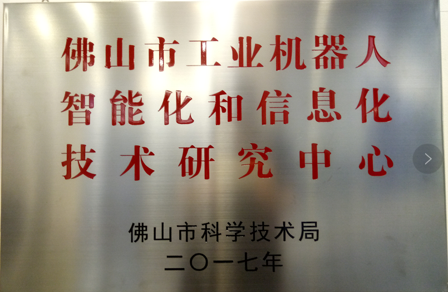 佛山市工业机器人
智能化和信息化
技术研究中心
佛山市科学技术局
二〇一七年